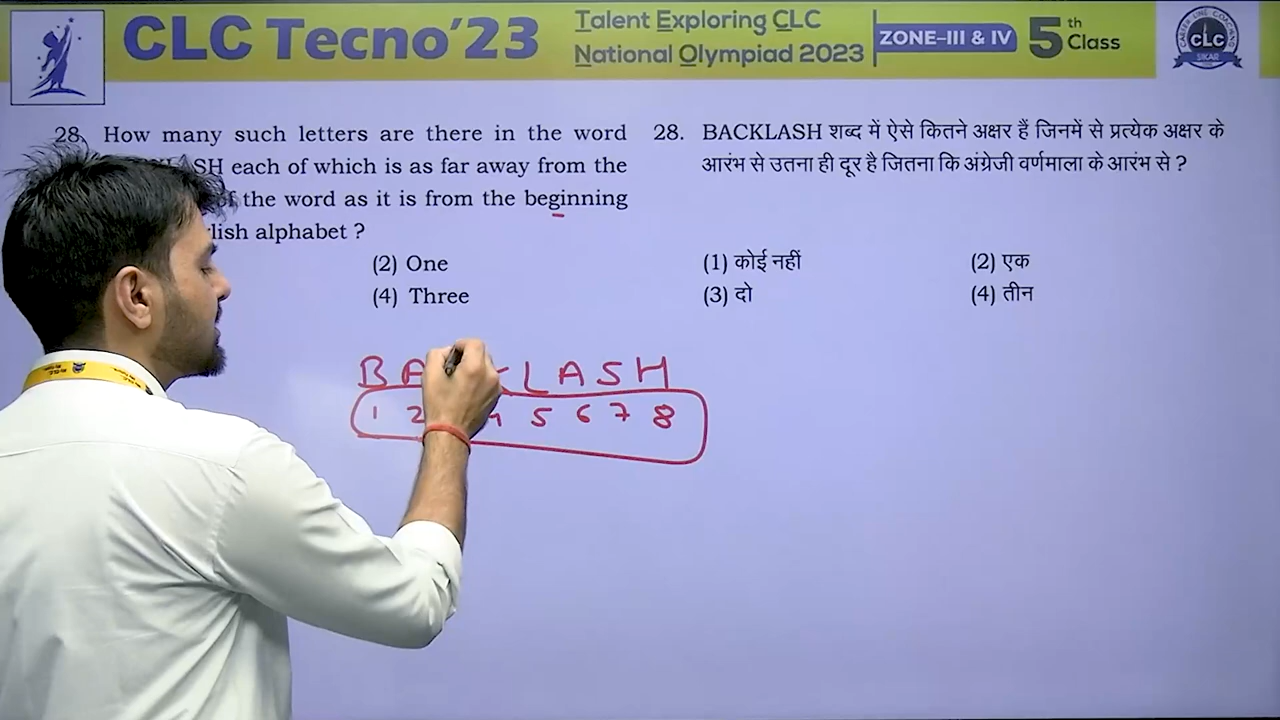 CLC Tecno'23
Talent Exploring CLC
National Olympiad 2023
ZONE–III & IV
5th Class
CLC
SIKAR
28. How many such letters are there in the word
SH each of which is as far away from the
of the word as it is from the beginning
lish alphabet ?
(2) One
(4) Three
28. BACKLASH शब्द में ऐसे कितने अक्षर हैं जिनमें से प्रत्येक अक्षर के
आरंभ से उतना ही दूर है जितना कि अंग्रेजी वर्णमाला के आरंभ से ?
(1) कोई नहीं (2) एक
(3) दो (4) तीन
B A L A S H
1 2 4 5 6 7 8